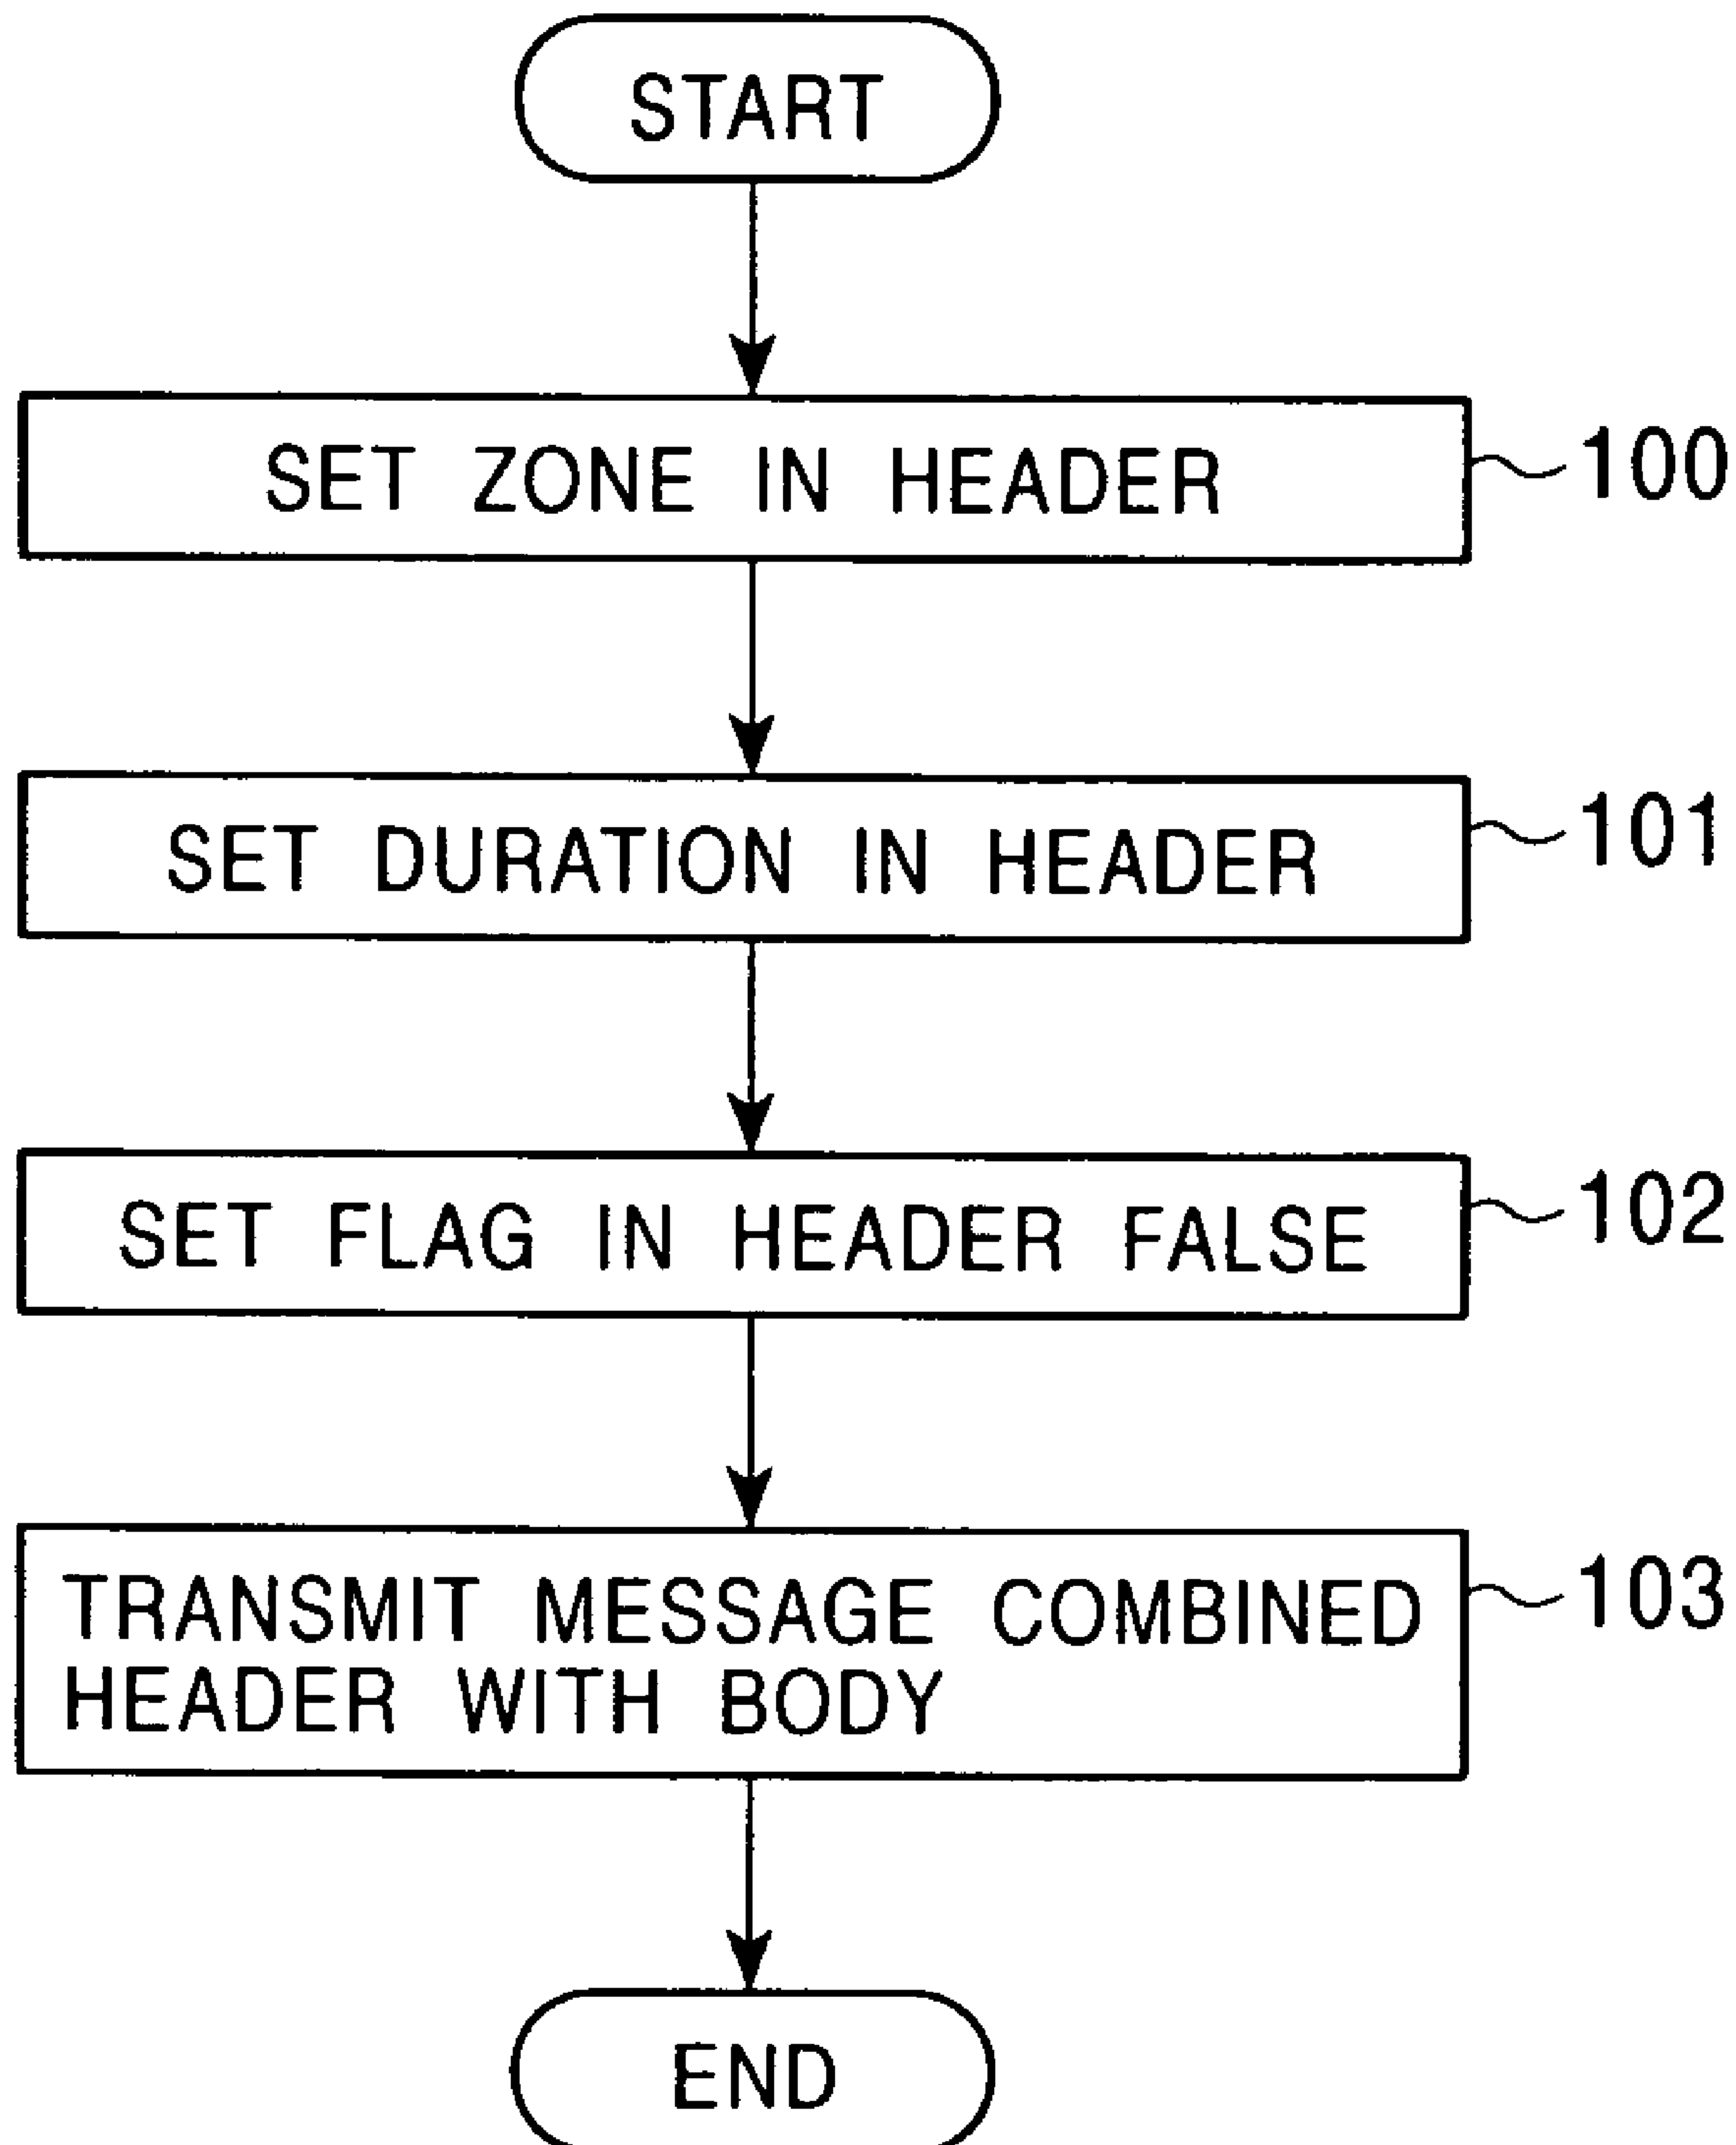 START
SET ZONE IN HEADER
100
SET DURATION IN HEADER
101
SET FLAG IN HEADER FALSE
102
TRANSMIT MESSAGE COMBINED
HEADER WITH BODY
103
END